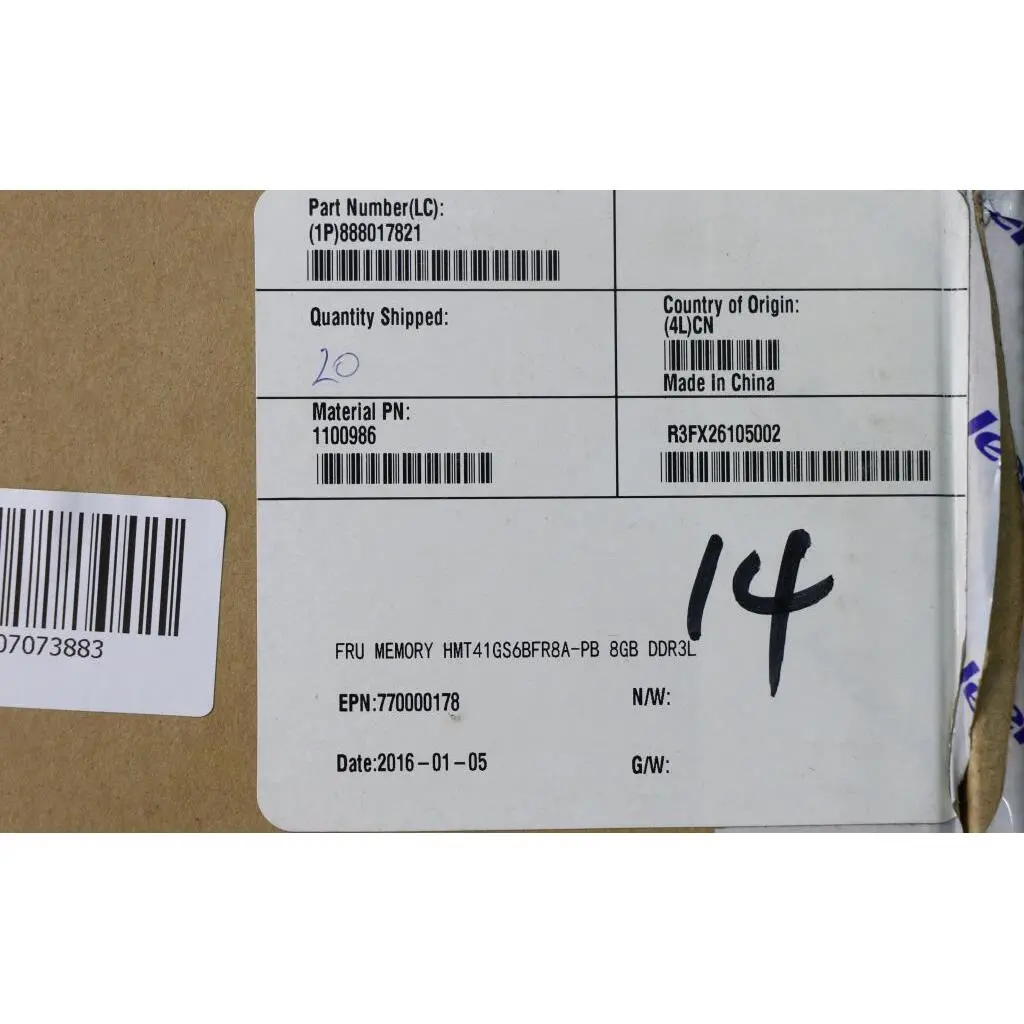 Part Number(LC):
(1P)888017821
Quantity Shipped:
20
Country of Origin:
(4L)CN
Made In China
Material PN:
1100986
R3FX26105002
14
07073883
FRU MEMORY HMT41GS6BFR8A-PB 8GB DDR3L
EPN:770000178
N/W:
Date:2016-01-05
G/W: